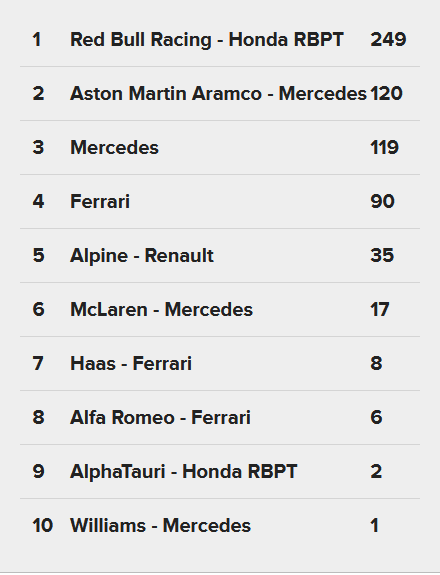 1 Red Bull Racing - Honda RBPT 249
2 Aston Martin Aramco - Mercedes 120
3 Mercedes 119
4 Ferrari 90
5 Alpine - Renault 35
6 McLaren - Mercedes 17
7 Haas - Ferrari 8
8 Alfa Romeo - Ferrari 6
9 AlphaTauri - Honda RBPT 2
10 Williams - Mercedes 1